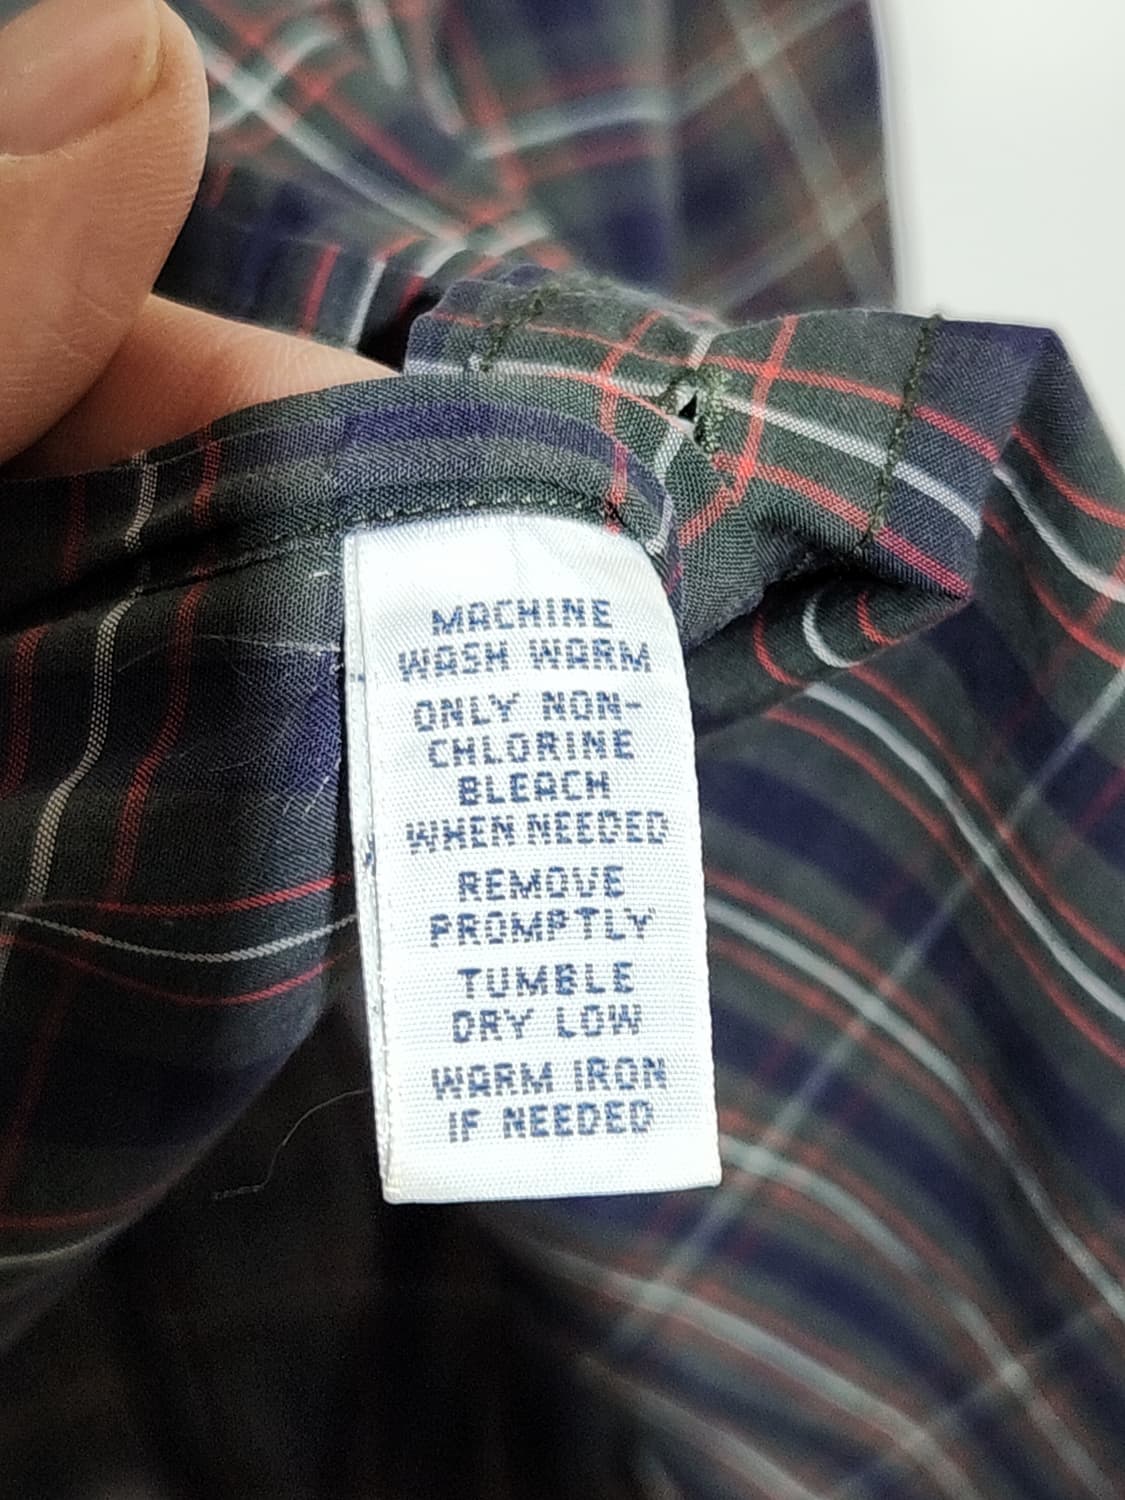 MACHINE
WASH WARM
ONLY NON-
CHLORINE
BLEACH
WHEN NEEDED
REMOVE
PROMPTLY
TUMBLE
DRY LOW
WARM IRON
IF NEEDED